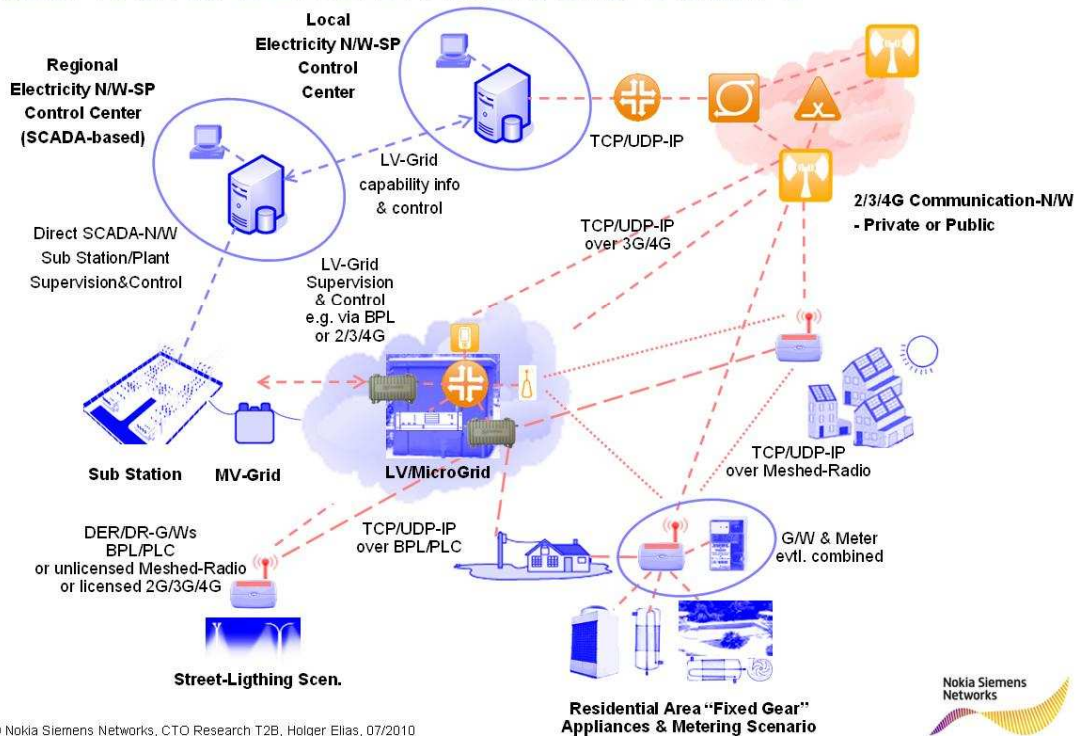 Local
Electricity N/W-SP
Control
Center
Regional
Electricity N/W-SP
Control Center
(SCADA-based)
TCP/UDP-IP
LV-Grid
capability info
& control
2/3/4G Communication-N/W
- Private or Public
TCP/UDP-IP
over 3G/4G
Direct SCADA-N/W
Sub Station/Plant
Supervision&Control
LV-Grid
Supervision
& Control
e.g. via BPL
or 2/3/4G
Sub Station
MV-Grid
LV/MicroGrid
TCP/UDP-IP
over Meshed-Radio
DER/DR-G/Ws
BPL/PLC
or unlicensed Meshed-Radio
or licensed 2G/3G/4G
TCP/UDP-IP
over BPL/PLC
G/W & Meter
evtl. combined
Street-Ligthing Scen.
Residential Area “Fixed Gear”
Appliances & Metering Scenario
Nokia Siemens
Networks
Nokia Siemens Networks, CTO Research T2B, Holger Elias, 07/2010